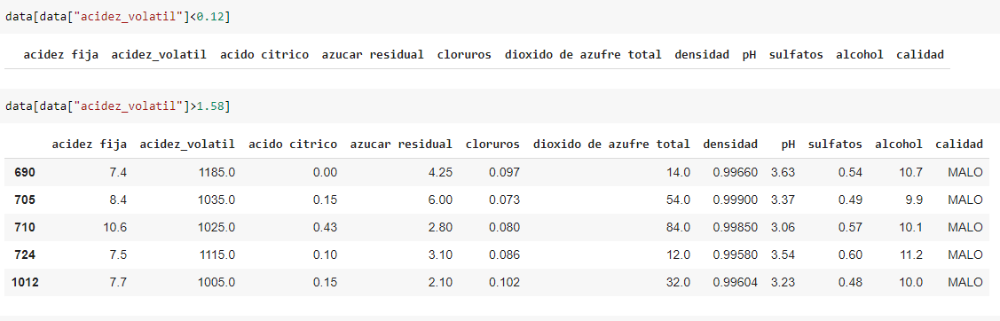 data[data["acidez_volatil"]<0.12]
acidez fija acidez_volatil acido citrico azucar residual cloruros dioxido de azufre total densidad pH sulfatos alcohol calidad
data[data["acidez_volatil"]>1.58]
acidez fija acidez_volatil acido citrico azucar residual cloruros dioxido de azufre total densidad pH sulfatos alcohol calidad
690 7.4 1185.0 0.00 4.25 0.097 14.0 0.99660 3.63 0.54 10.7 MALO
705 8.4 1035.0 0.15 6.00 0.073 54.0 0.99900 3.37 0.49 9.9 MALO
710 10.6 1025.0 0.43 2.80 0.080 84.0 0.99850 3.06 0.57 10.1 MALO
724 7.5 1115.0 0.10 3.10 0.086 12.0 0.99580 3.54 0.60 11.2 MALO
1012 7.7 1005.0 0.15 2.10 0.102 32.0 0.99604 3.23 0.48 10.0 MALO